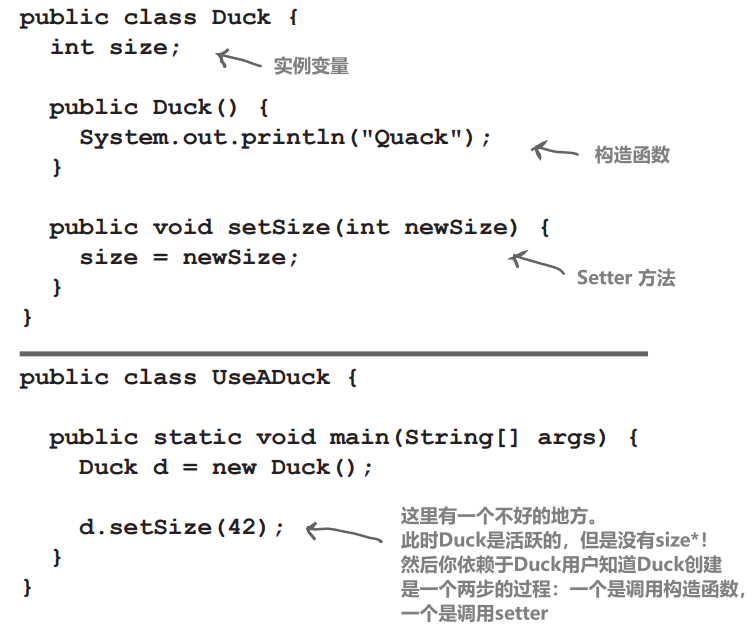 public class Duck {
int size;
实例变量
public Duck() {
System.out.println("Quack");
构造函数
}
public void setSize(int newSize) {
size = newSize;
Setter 方法
}
}
public class UseADuck {
public static void main(String[] args) {
Duck d = new Duck();
d.setSize(42);
这里有一个不好的地方。
此时Duck是活跃的，但是没有size*！
然后你依赖于Duck用户知道Duck创建
是一个两步的过程：一个是调用构造函数，
一个是调用setter
}
}